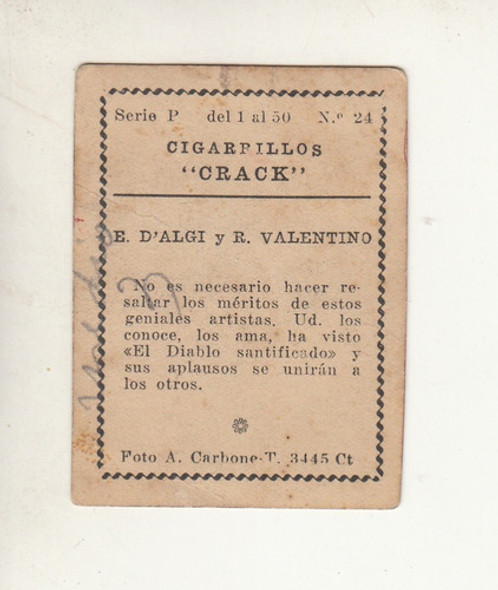 Serie P del 1 al 50 N.º 24
CIGARRILLOS
"CRACK"
E. D'ALGI y R. VALENTINO
No es necesario hacer re-
saltar los méritos de estos
geniales artistas. Ud. los
conoce, los ama, ha visto
«El Diablo santificado» y
sus aplausos se unirán a
los otros.
Foto A. Carbone-T. 3445 Ct